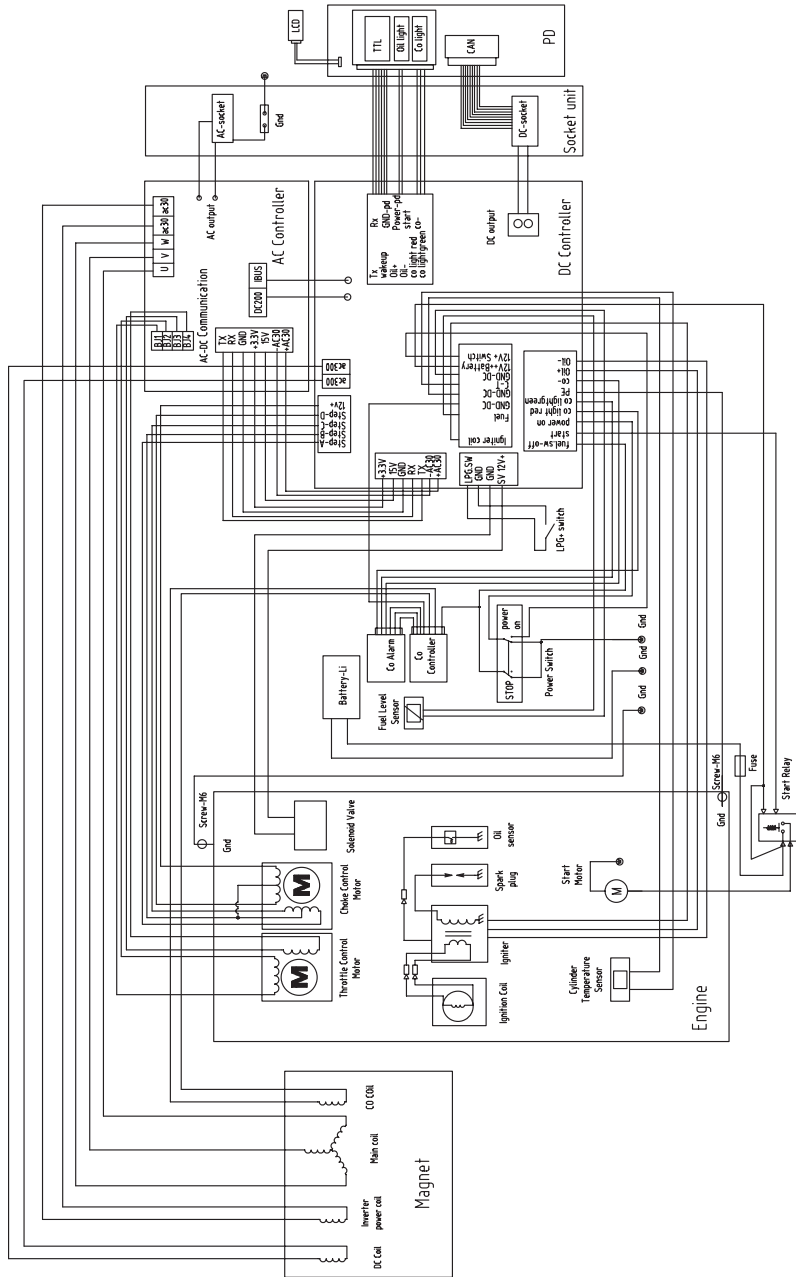 LCD
TTL
Oil light
Co light
CAN
PD
AC-socket
Gnd
DC-socket
Socket unit
ac30
ac30
W
V
U
AC output
AC Controller
AC-DC Communication
BJ1
BJ2
BJ3
BJ4
IBUS
DC200
TX
RX
GND
+3.3V
15V
-AC30
+AC30
Rx
GND-pd
Power-pd
start
co-
Tx
wakeup
Oil+
Oil-
co light red
co lightgreen
DC output
DC Controller
ac300
ac300
12v+
Step-D
Step-C
Step-B
Step-A
12V+ Switch
12V++Battery
GND-DC
C-T
GND-DC
GND-DC
Fuel
Igniter coil
Oil-
Oil+
co-
PE
co lightgreen
co light red
power on
start
fuel.sw-off
+3.3V
15V
GND
RX
TX
-AC30
+AC30
LPG.SW
GND
GND
SV 12V+
LPG+ switch
Co Alarm
Co
Controller
power
on
STOP
Power Switch
Battery-Li
Fuel Level
Sensor
Gnd
Gnd
Gnd
Screw-M6
Gnd
Screw-M6
Gnd
Fuse
Start Relay
Solenoid Valve
Choke Control
Motor
M
Throttle Control
Motor
M
Oil
sensor
Spark
plug
Igniter
Ignition Coil
Start
Motor
M
Cylinder
Temperature
Sensor
Engine
CO COil
Main coil
Inverter
power coil
DC Coil
Magnet